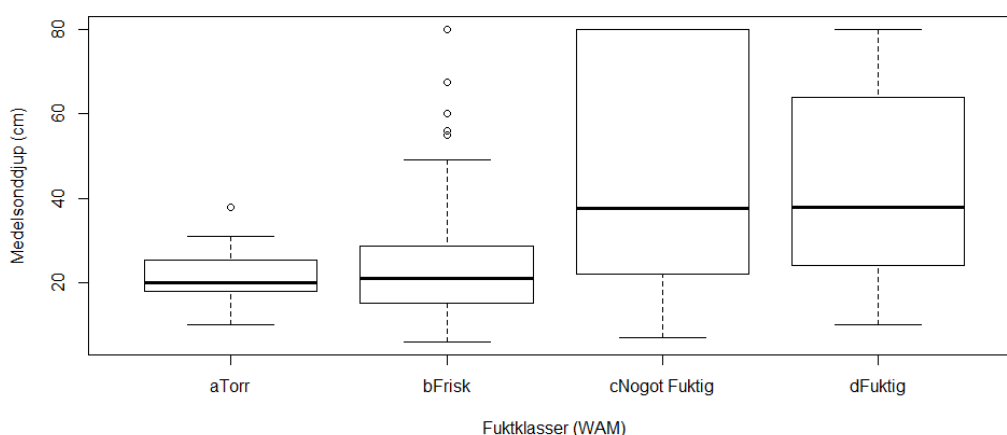 80
60
40
20
Medelsonddjup (cm)
aTorr
bFrisk
cNogot Fuktig
dFuktig
Fuktklasser (WAM)